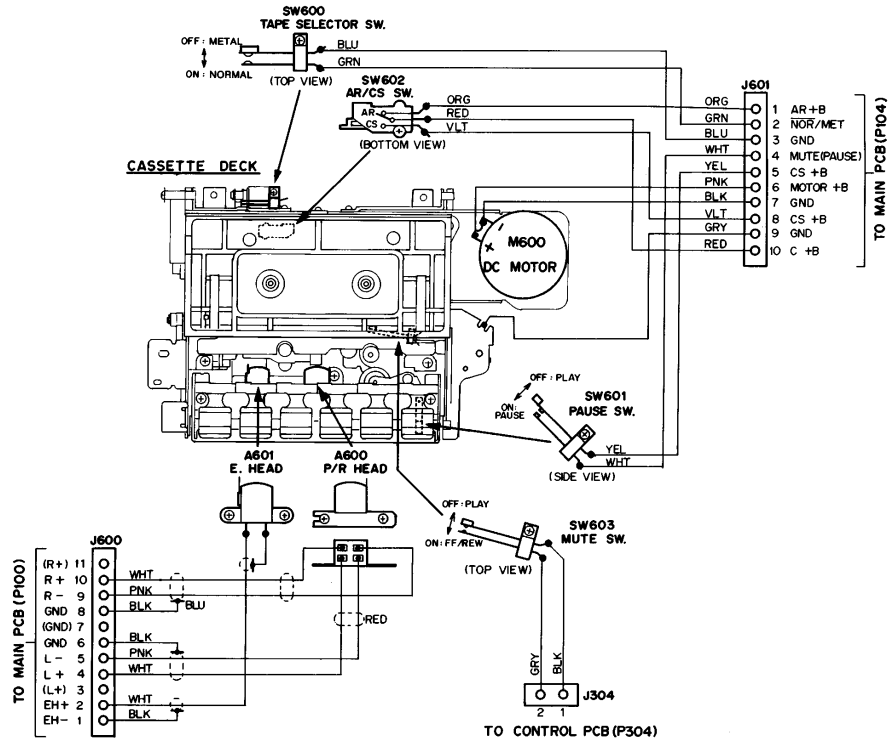 SW600
TAPE SELECTOR SW.
OFF : METAL
ON : NORMAL
BLU
GRN
(TOP VIEW)
SW602
AR/CS SW.
AR
CS
ORG
RED
VLT
(BOTTOM VIEW)
CASSETTE DECK
J601
ORG 1 AR+B
GRN 2 NOR/MET
BLU 3 GND
WHT 4 MUTE(PAUSE)
YEL 5 CS +B
PNK 6 MOTOR +B
BLK 7 GND
VLT 8 CS +B
GRY 9 GND
RED 10 C +B
TO MAIN PCB(P104)
+ -
M600
DC MOTOR
OFF : PLAY
ON: PAUSE
SW601
PAUSE SW.
YEL
WHT
(SIDE VIEW)
A601
E. HEAD
A600
P/R HEAD
OFF:PLAY
ON:FF/REW
(TOP VIEW)
SW603
MUTE SW.
J600
(R+) 11
R + 10 WHT
R - 9 PNK
GND 8 BLK
BLU
(GND) 7
GND 6 BLK
L - 5 PNK
L + 4 WHT
(L+) 3
EH+ 2 WHT
EH- 1 BLK
RED
TO MAIN PCB(P100)
GRY
BLK
J304
2 1
TO CONTROL PCB(P304)